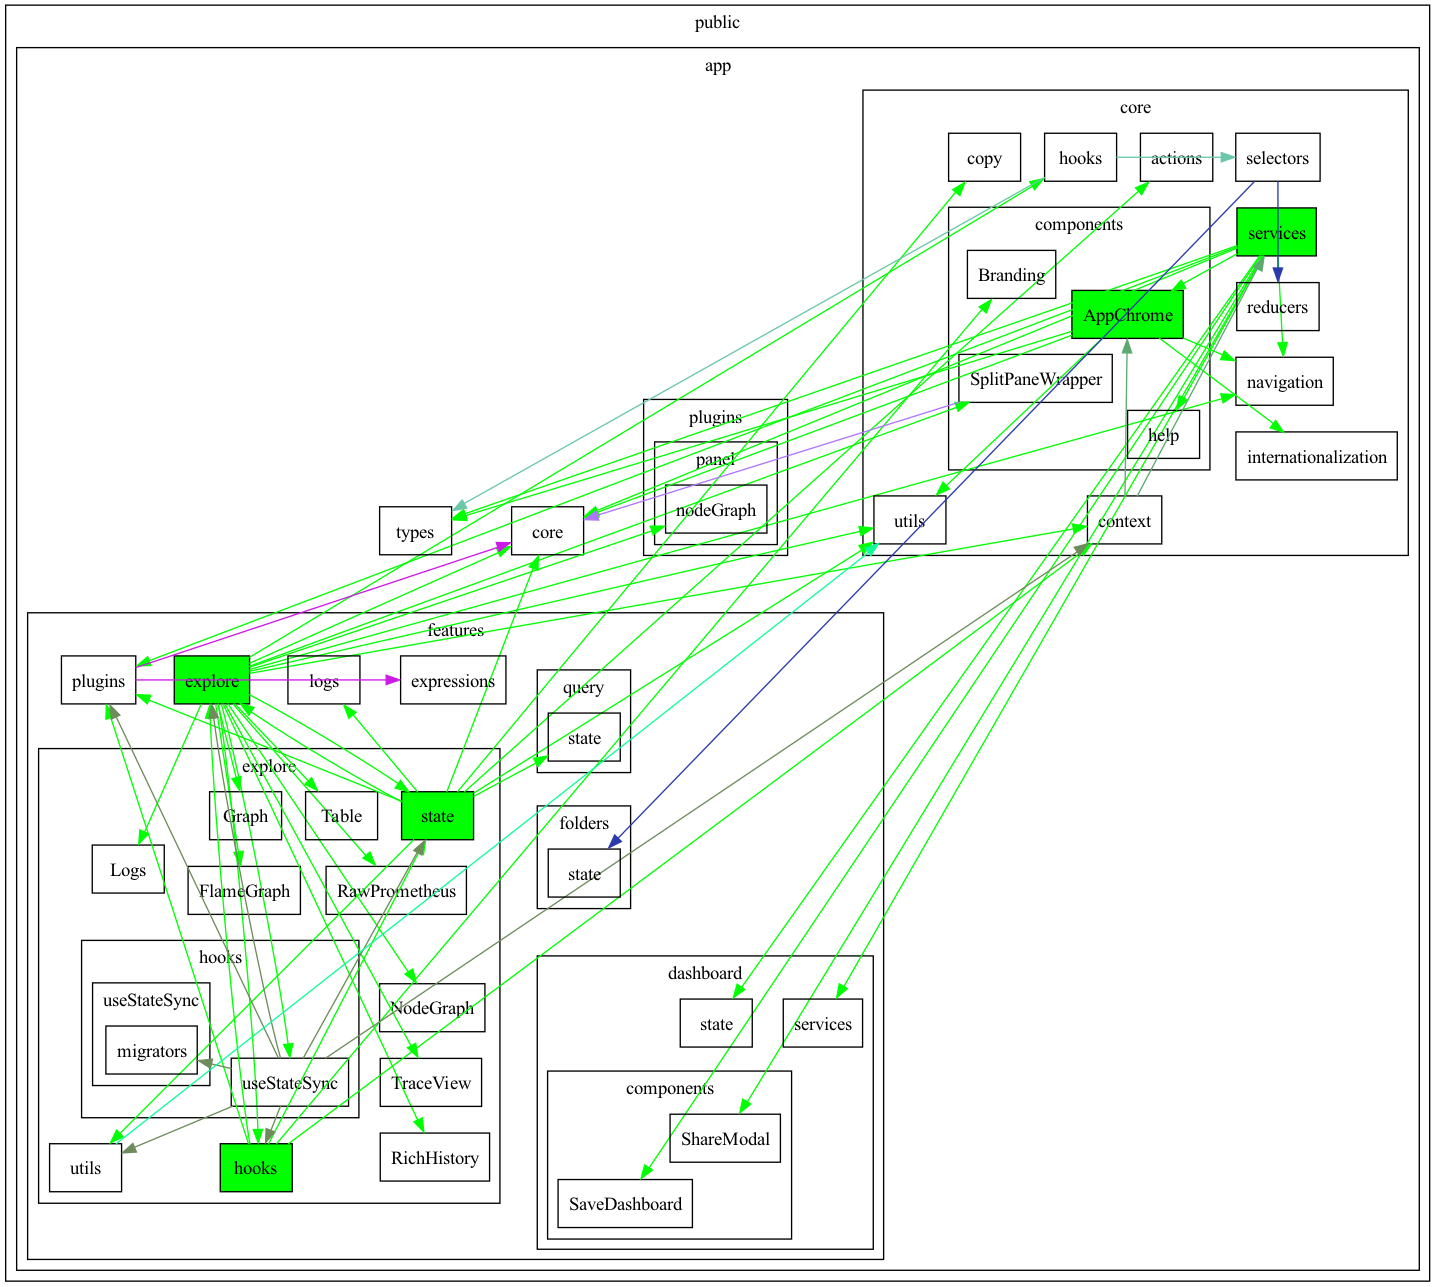 public
app
core
copy
hooks
actions
selectors
components
services
Branding
reducers
AppChrome
SplitPaneWrapper
navigation
help
internationalization
plugins
panel
nodeGraph
types
core
utils
context
features
plugins
explore
logs
expressions
query
state
explore
Graph
Table
state
folders
state
Logs
FlameGraph
RawPrometheus
hooks
useStateSync
migrators
useStateSync
NodeGraph
TraceView
RichHistory
utils
hooks
dashboard
state
services
components
ShareModal
SaveDashboard